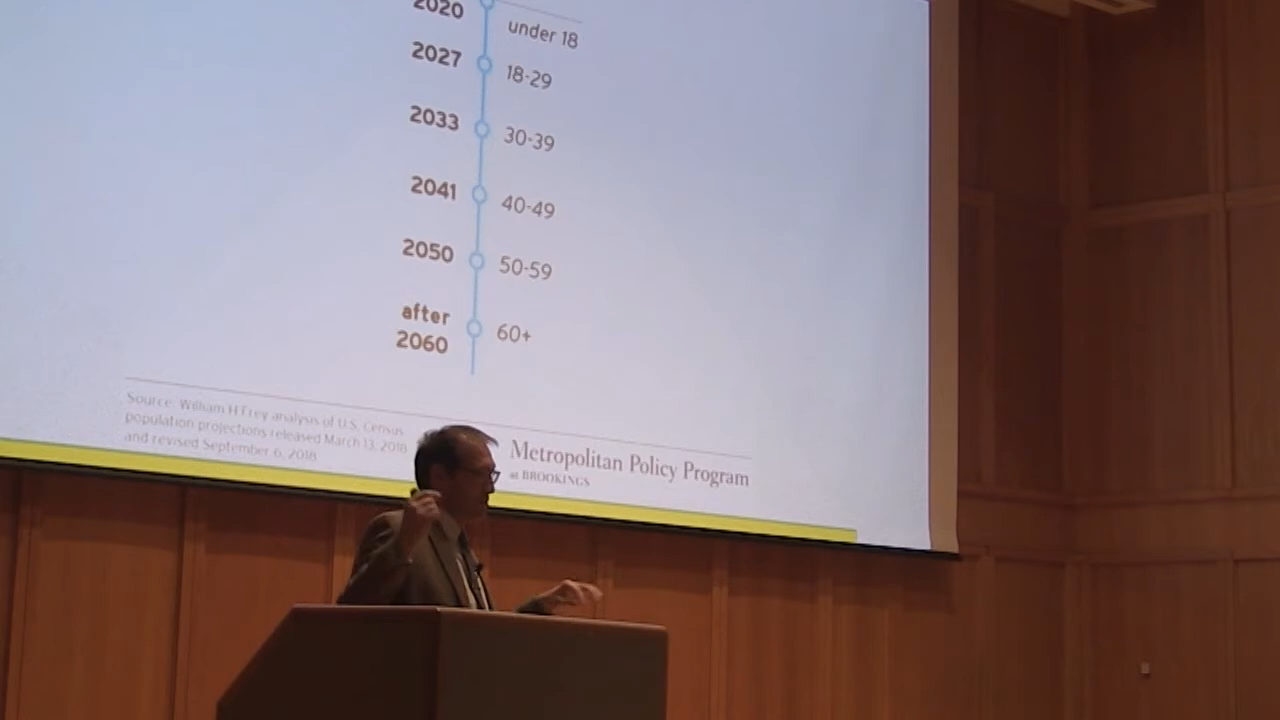 2020
under 18
2027
18-29
2033
30-39
2041
40-49
2050
50-59
after
2060
60+
Source: William H Frey analysis of U.S. Census
population projections released March 13, 2018
and revised September 6, 2018
Metropolitan Policy Program
at BROOKINGS